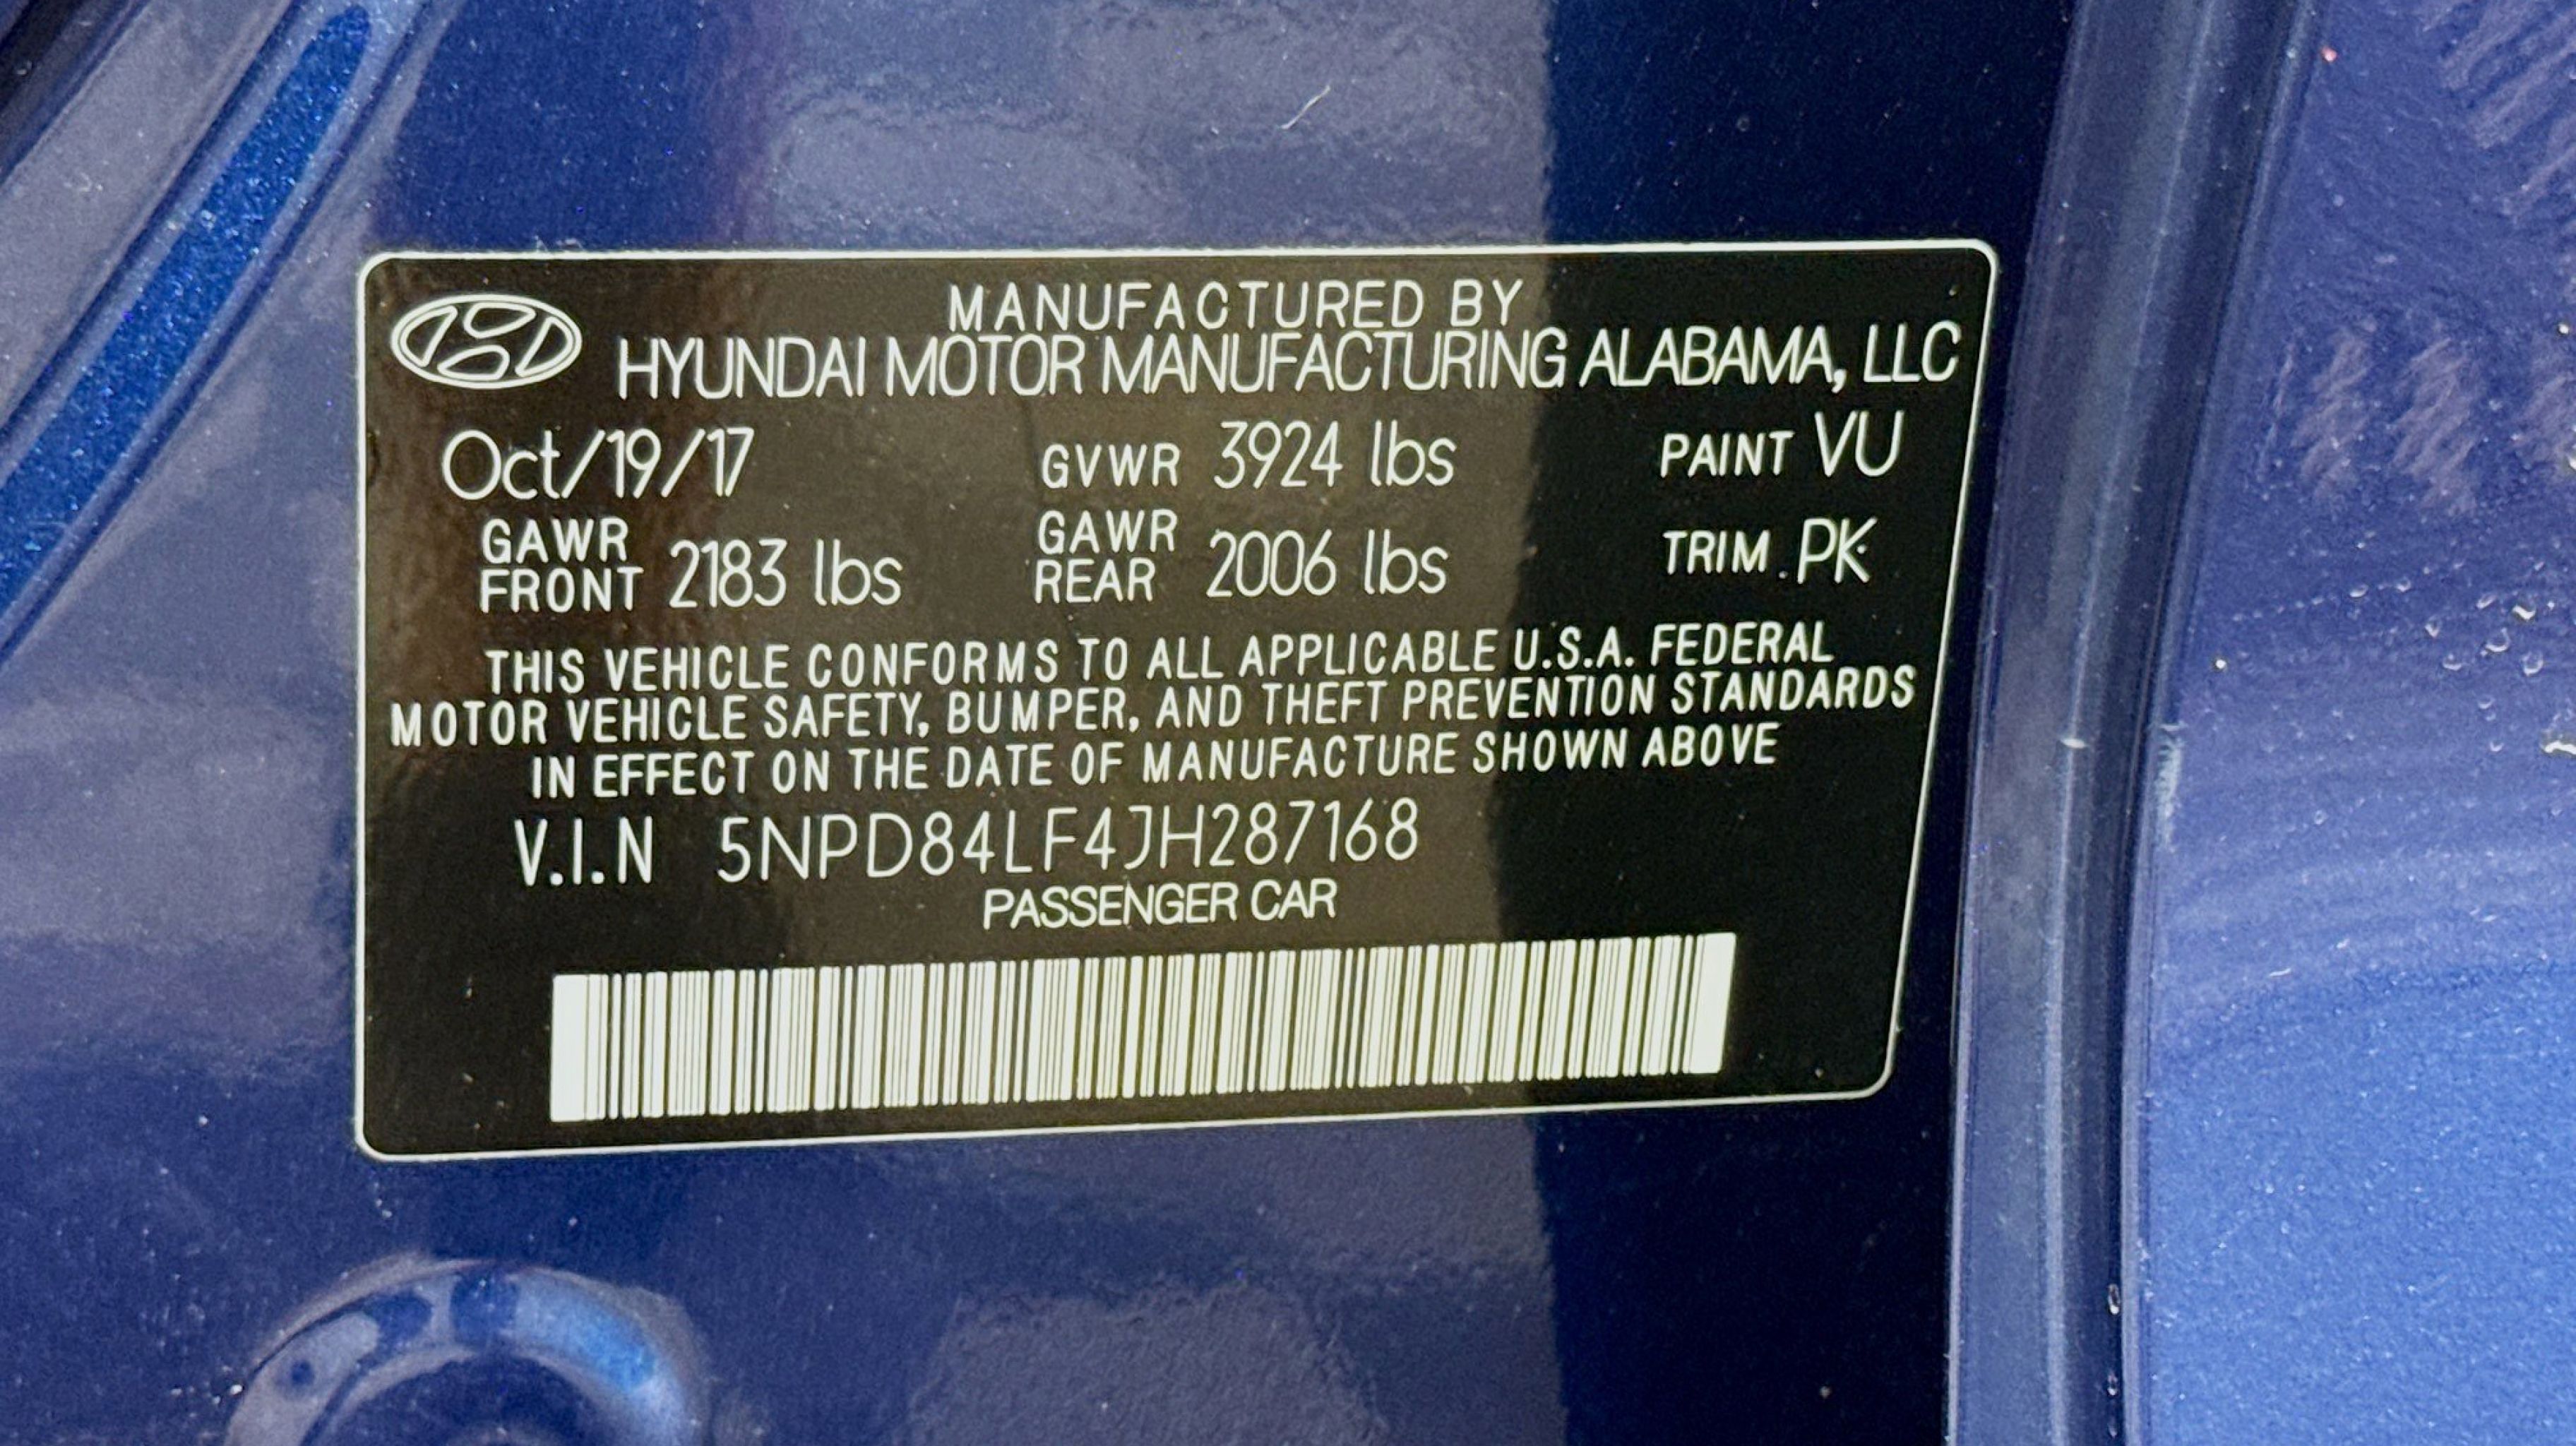 MANUFACTURED BY
HYUNDAI MOTOR MANUFACTURING ALABAMA, LLC
Oct/19/17 GVWR 3924 lbs PAINT VU
GAWR FRONT 2183 lbs GAWR REAR 2006 lbs TRIM PK
THIS VEHICLE CONFORMS TO ALL APPLICABLE U.S.A. FEDERAL
MOTOR VEHICLE SAFETY, BUMPER, AND THEFT PREVENTION STANDARDS
IN EFFECT ON THE DATE OF MANUFACTURE SHOWN ABOVE
V.I.N 5NPD84LF4JH287168
PASSENGER CAR